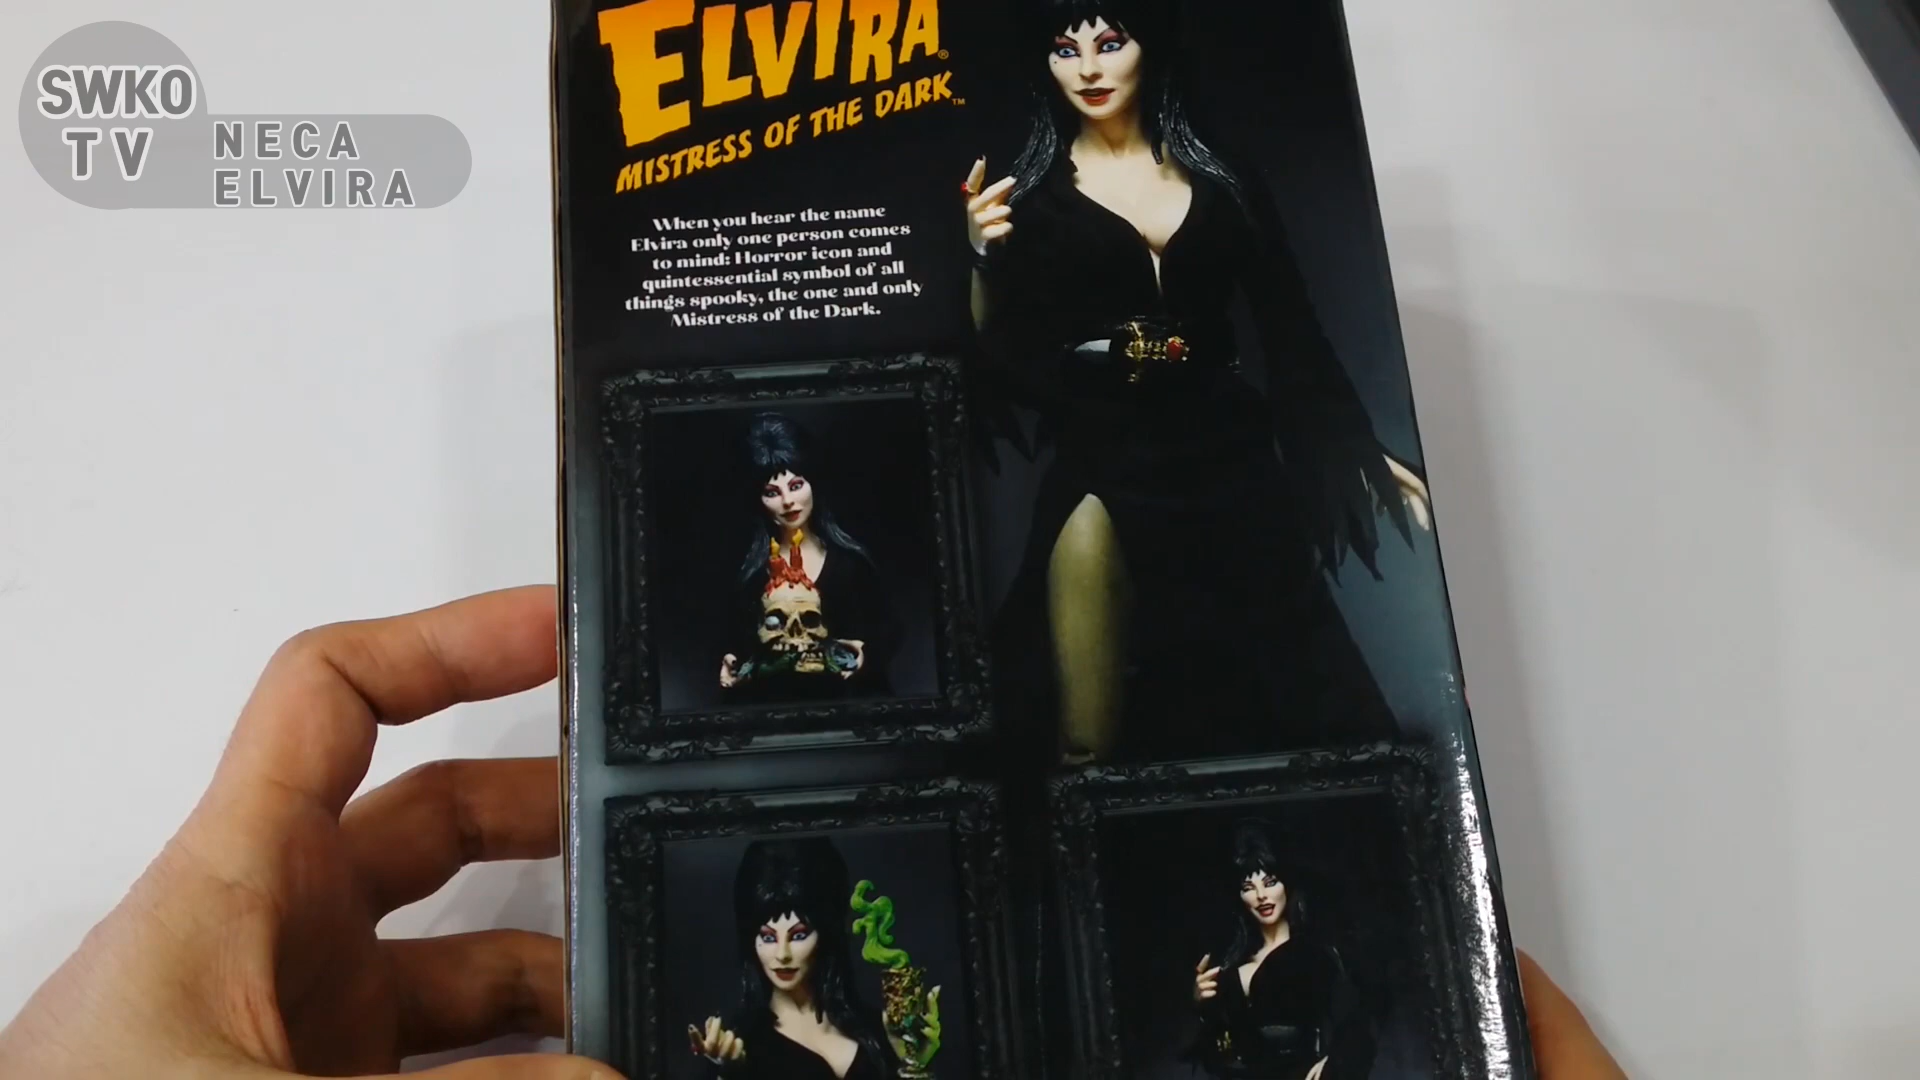 SWKO
TV
NECA
ELVIRA
ELVIRA®
MISTRESS OF THE DARK™
When you hear the name
Elvira only one person comes
to mind: Horror icon and
quintessential symbol of all
things spooky, the one and only
Mistress of the Dark.